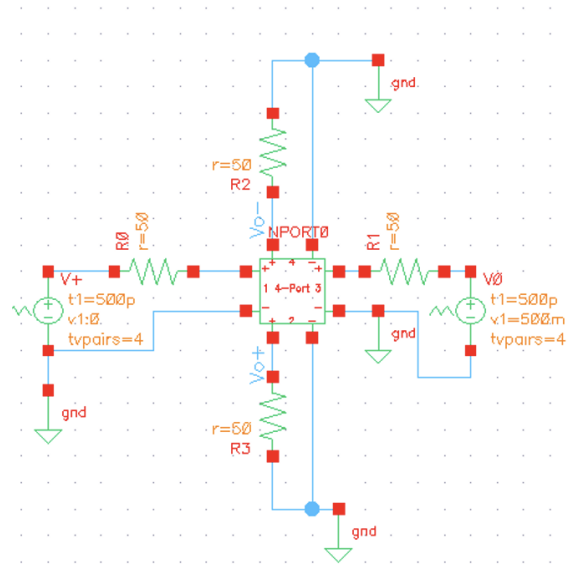 gnd
r=50
R2
Vo-
NPORT0
R0
r=50
R1
r=50
V+
t1=500p
v1:0
tvpairs=4
+ 4 -
+ +
1 4-Port 3
- -
+ 2 -
V0
t1=500p
v1=500m
tvpairs=4
gnd
gnd
Vo+
r=50
R3
gnd